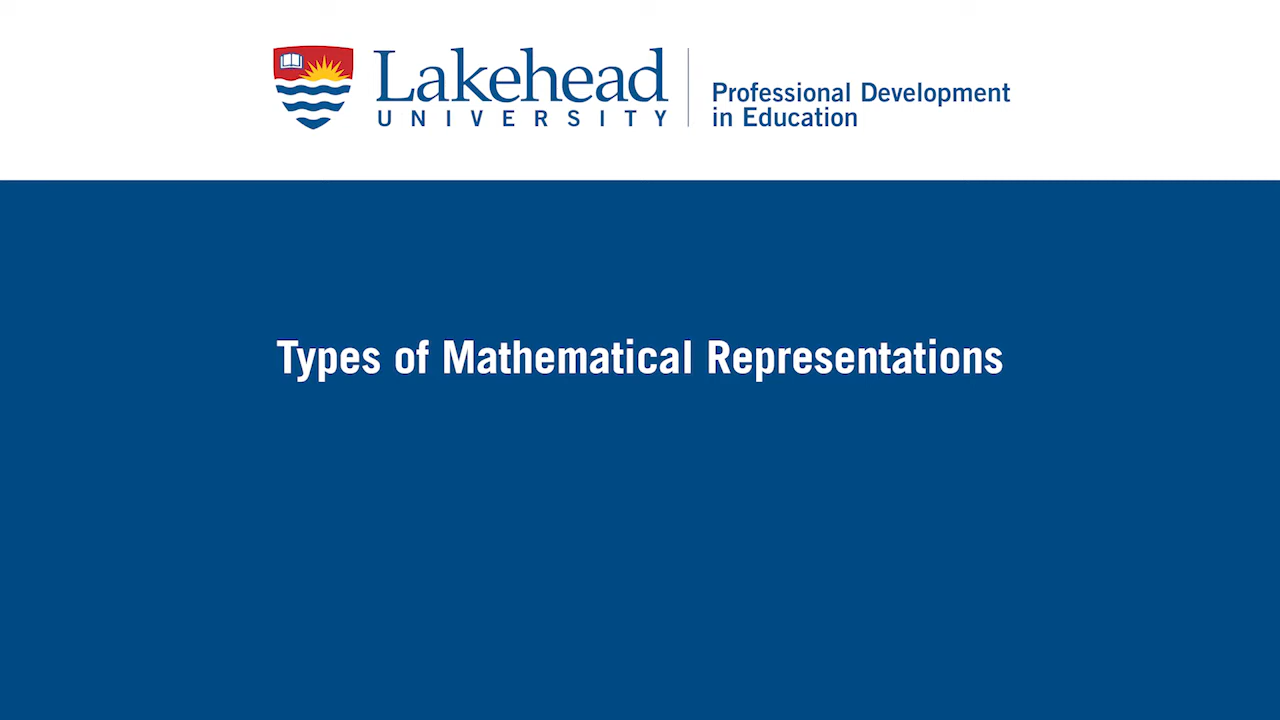 Lakehead
UNIVERSITY
Professional Development
in Education
Types of Mathematical Representations